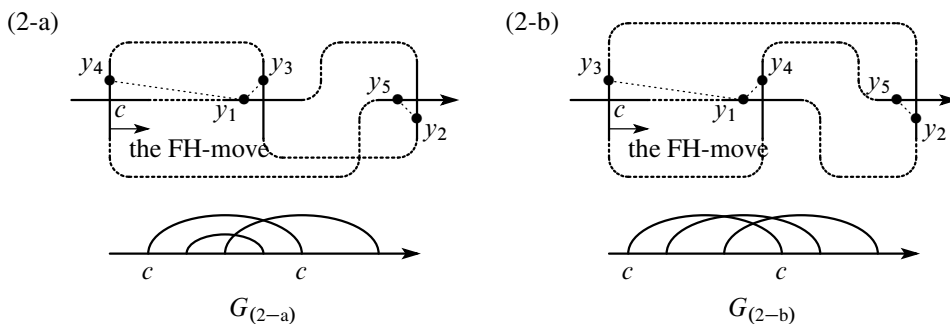 (2-a)
y4
y3
c
y1
y5
y2
the FH-move
c
c
G(2−a)
(2-b)
y3
y4
c
y1
y5
y2
the FH-move
c
c
G(2−b)